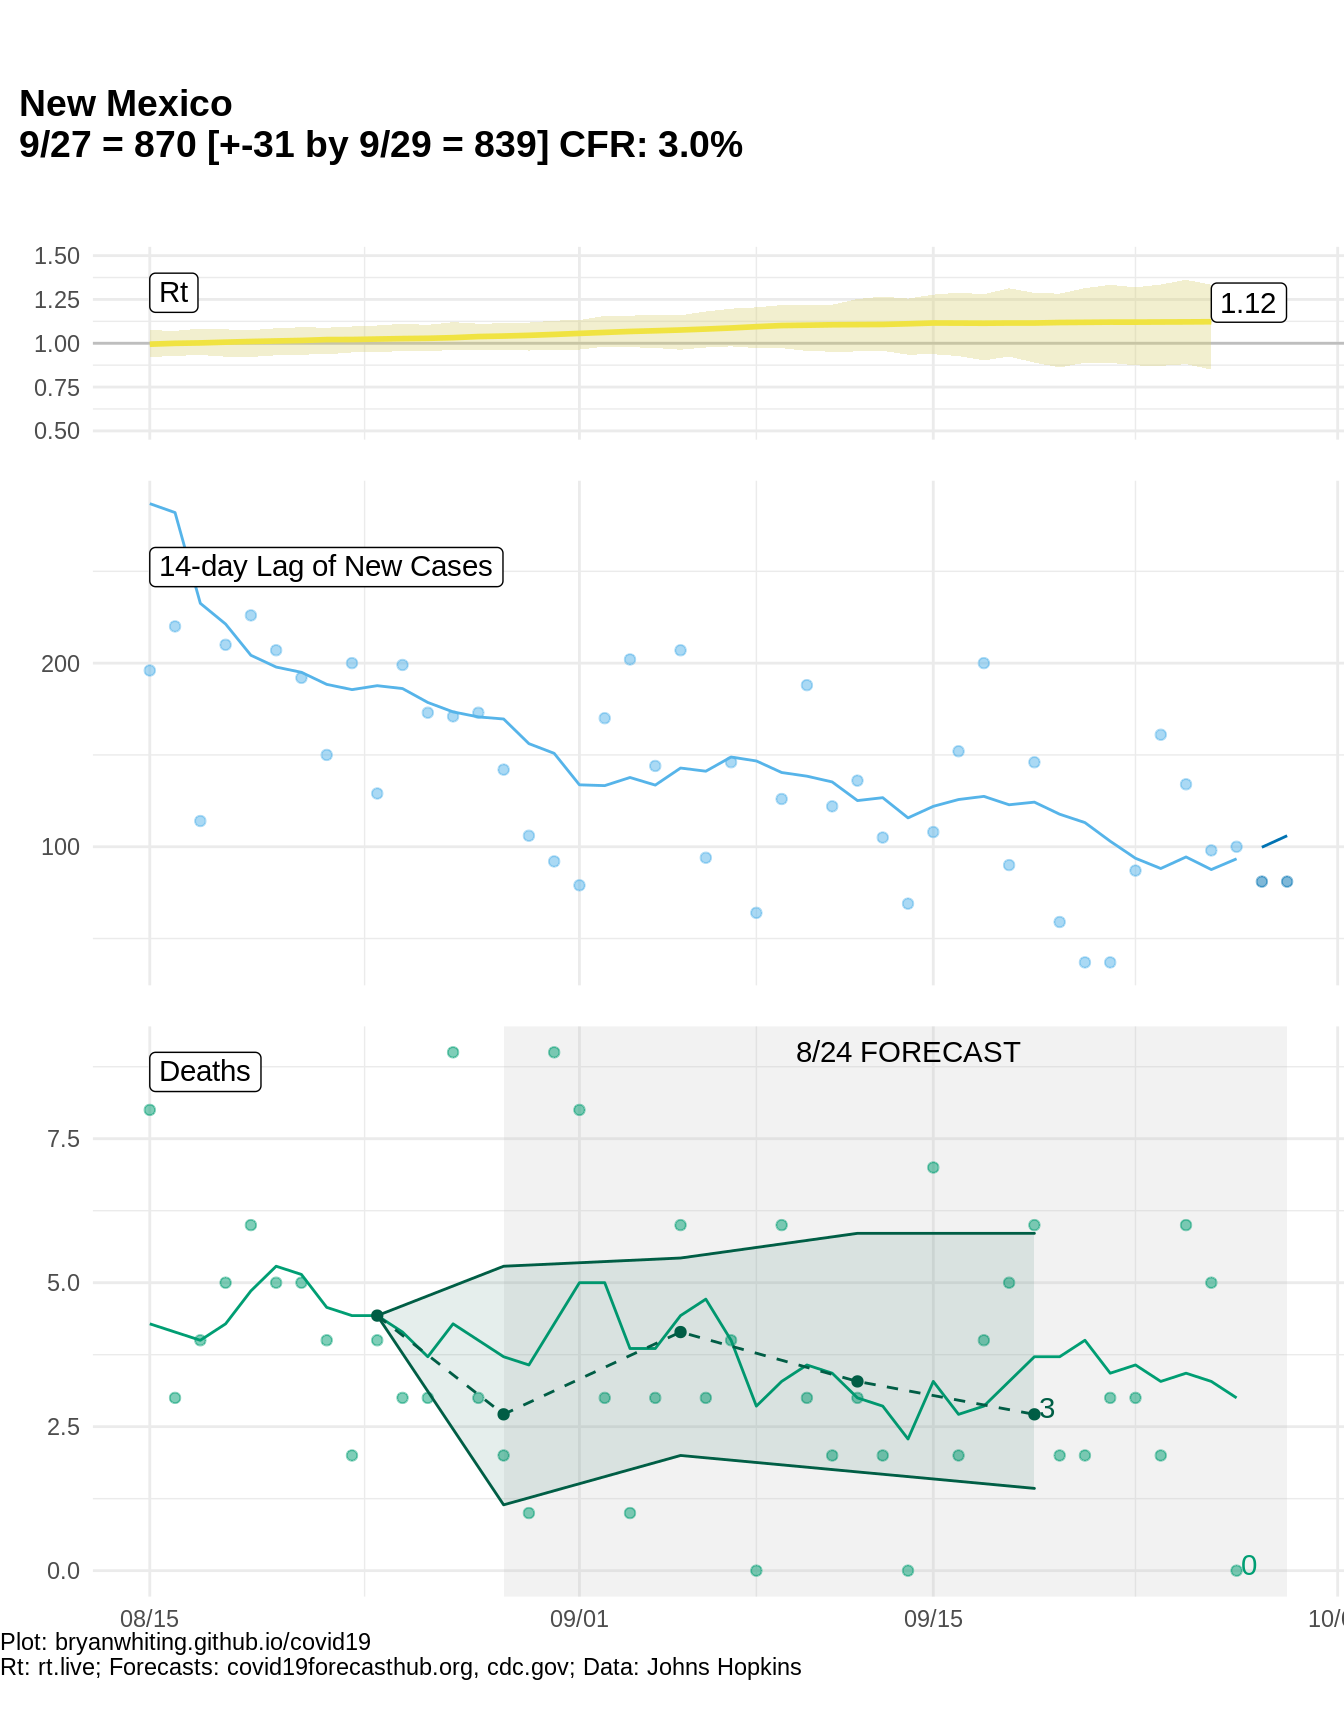 New Mexico
9/27 = 870 [+-31 by 9/29 = 839] CFR: 3.0%
1.50
Rt
1.25
1.12
1.00
0.75
0.50
14-day Lag of New Cases
200
100
8/24 FORECAST
Deaths
7.5
5.0
3
2.5
0
0.0
08/15 09/01 09/15 10/0
Plot: bryanwhiting.github.io/covid19
Rt: rt.live; Forecasts: covid19forecasthub.org, cdc.gov; Data: Johns Hopkins